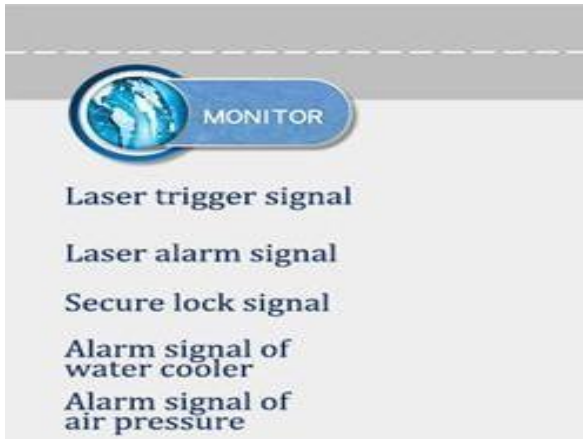 MONITOR
Laser trigger signal
Laser alarm signal
Secure lock signal
Alarm signal of
water cooler
Alarm signal of
air pressure